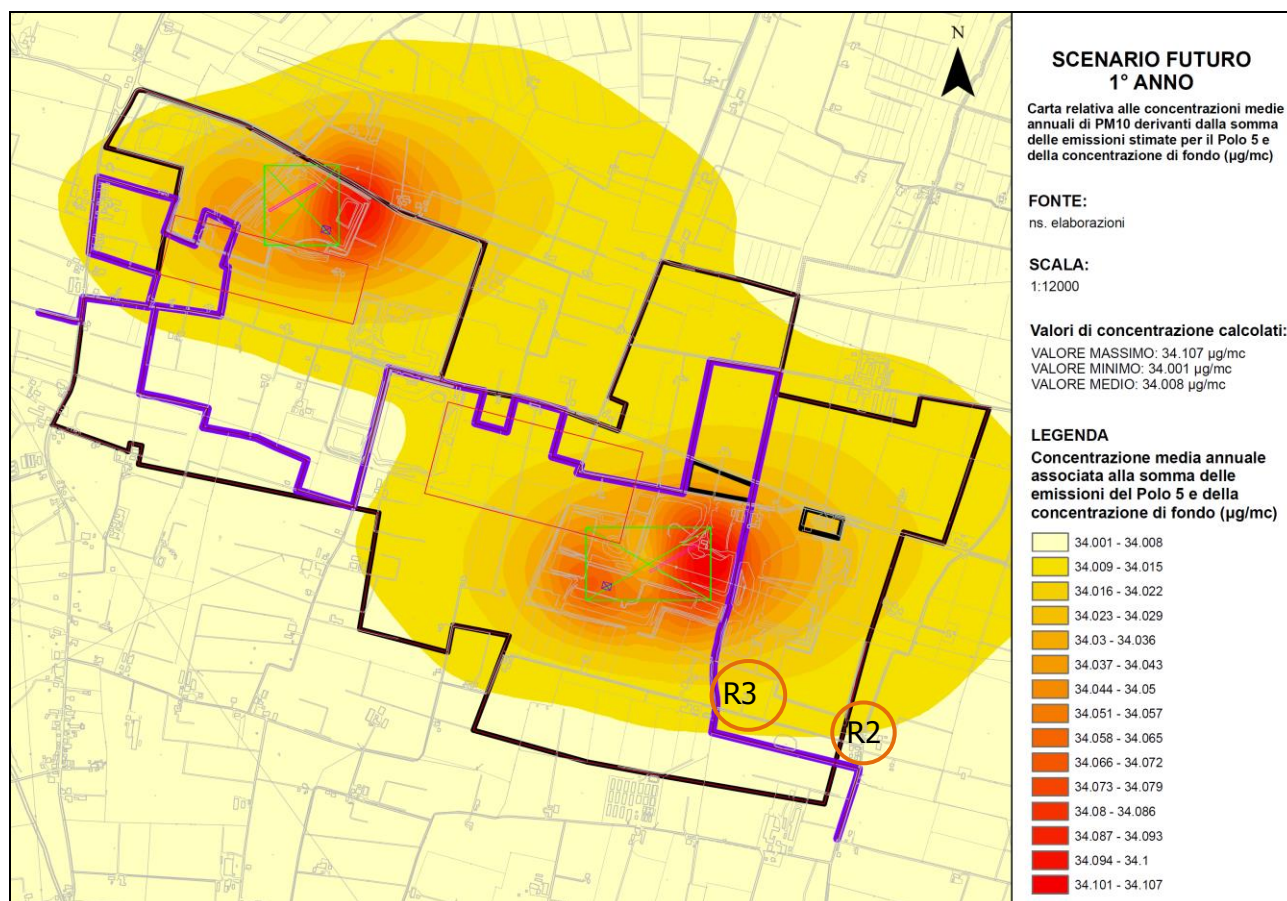 N
R3
R2
SCENARIO FUTURO
1° ANNO
Carta relativa alle concentrazioni medie
annuali di PM10 derivanti dalla somma
delle emissioni stimate per il Polo 5 e
della concentrazione di fondo (µg/mc)
FONTE:
ns. elaborazioni
SCALA:
1:12000
Valori di concentrazione calcolati:
VALORE MASSIMO: 34.107 µg/mc
VALORE MINIMO: 34.001 µg/mc
VALORE MEDIO: 34.008 µg/mc
LEGENDA
Concentrazione media annuale
associata alla somma delle
emissioni del Polo 5 e della
concentrazione di fondo (µg/mc)
34.001 - 34.008
34.009 - 34.015
34.016 - 34.022
34.023 - 34.029
34.03 - 34.036
34.037 - 34.043
34.044 - 34.05
34.051 - 34.057
34.058 - 34.065
34.066 - 34.072
34.073 - 34.079
34.08 - 34.086
34.087 - 34.093
34.094 - 34.1
34.101 - 34.107